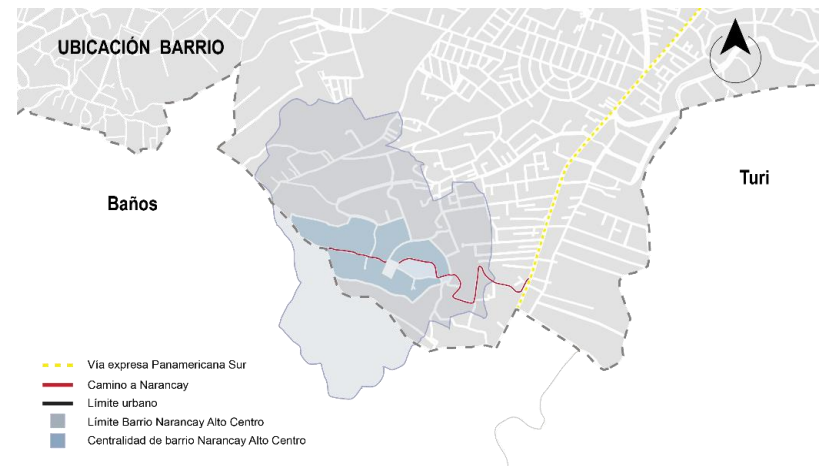 UBICACIÓN BARRIO
Turi
Baños
Vía expresa Panamericana Sur
Camino a Narancay
Límite urbano
Límite Barrio Narancay Alto Centro
Centralidad de barrio Narancay Alto Centro